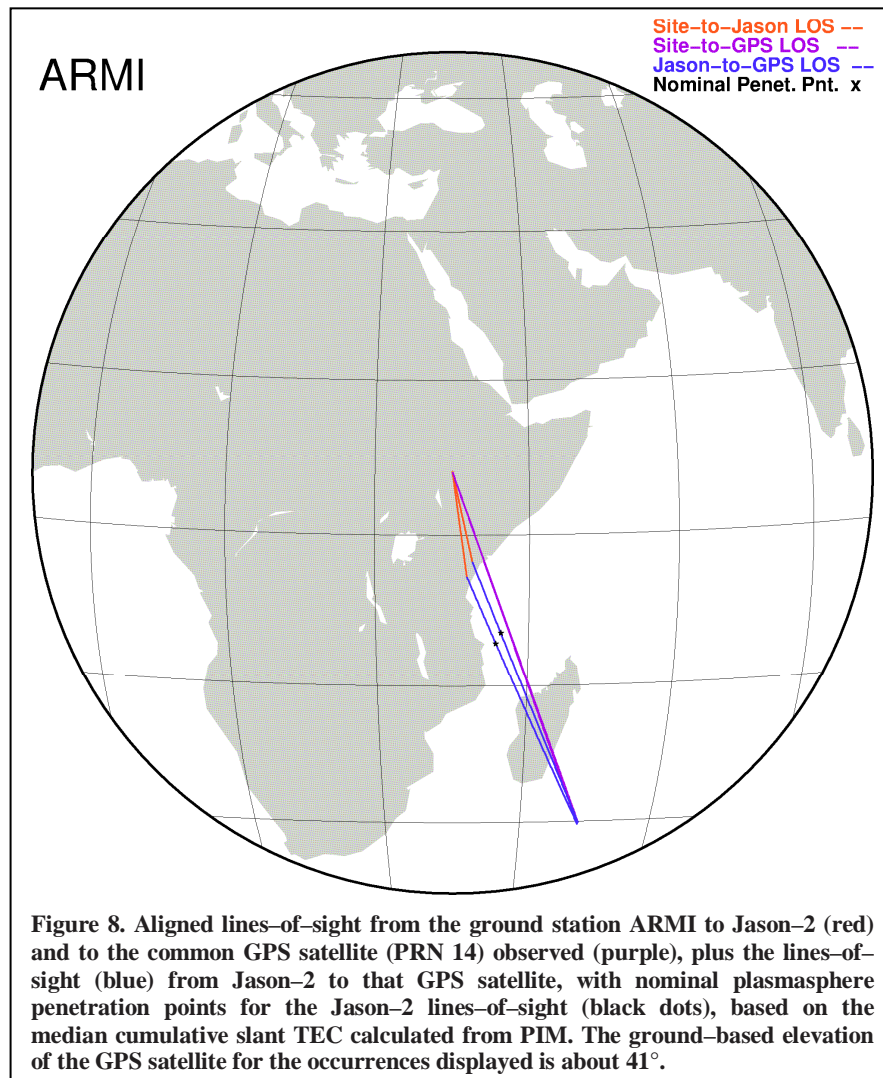 ARMI
Site-to-Jason LOS --
Site-to-GPS LOS --
Jason-to-GPS LOS --
Nominal Penet. Pnt. x
Figure 8. Aligned lines–of–sight from the ground station ARMI to Jason–2 (red)
and to the common GPS satellite (PRN 14) observed (purple), plus the lines–of–
sight (blue) from Jason–2 to that GPS satellite, with nominal plasmasphere
penetration points for the Jason–2 lines–of–sight (black dots), based on the
median cumulative slant TEC calculated from PIM. The ground–based elevation
of the GPS satellite for the occurrences displayed is about 41°.